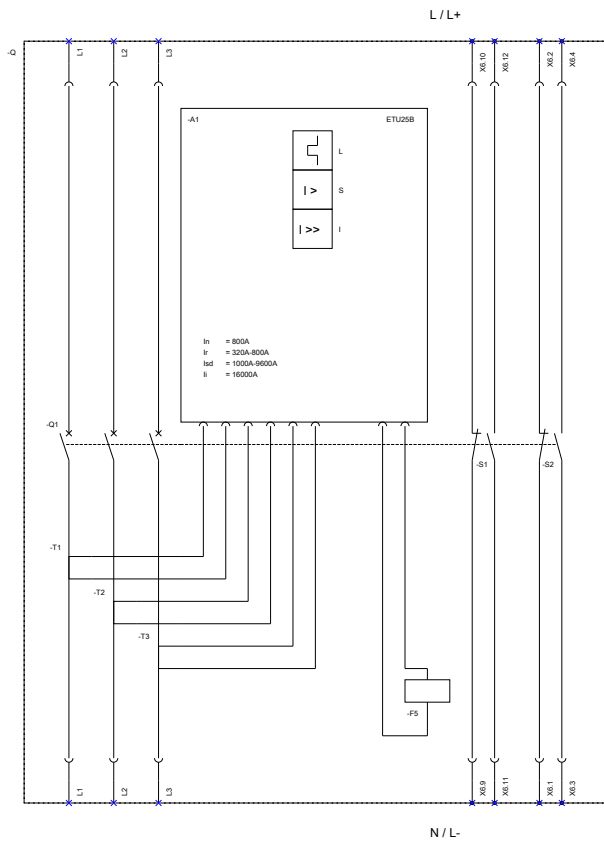 L / L+
-Q
L1
L2
L3
X6.10
X6.12
X6.2
X6.4
-A1
ETU25B
L
I >
S
I >>
I
In = 800A
Ir = 320A-800A
Isd = 1000A-9600A
Ii = 16000A
-Q1
-S1
-S2
-T1
-T2
-T3
-F5
L1
L2
L3
X6.9
X6.11
X6.1
X6.3
N / L-